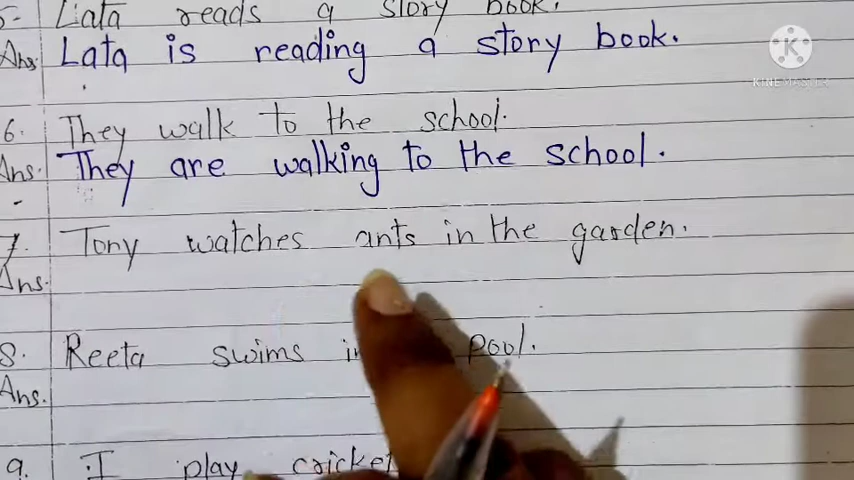 5- Lata reads a story book.
Ans Lata is reading a story book.
6. They walk to the school.
Ans. They are walking to the school.
7. Tony watches ants in the garden.
Ans.
8. Reeta swims pool.
Ans.
9. I play cricket
KINEMASTER